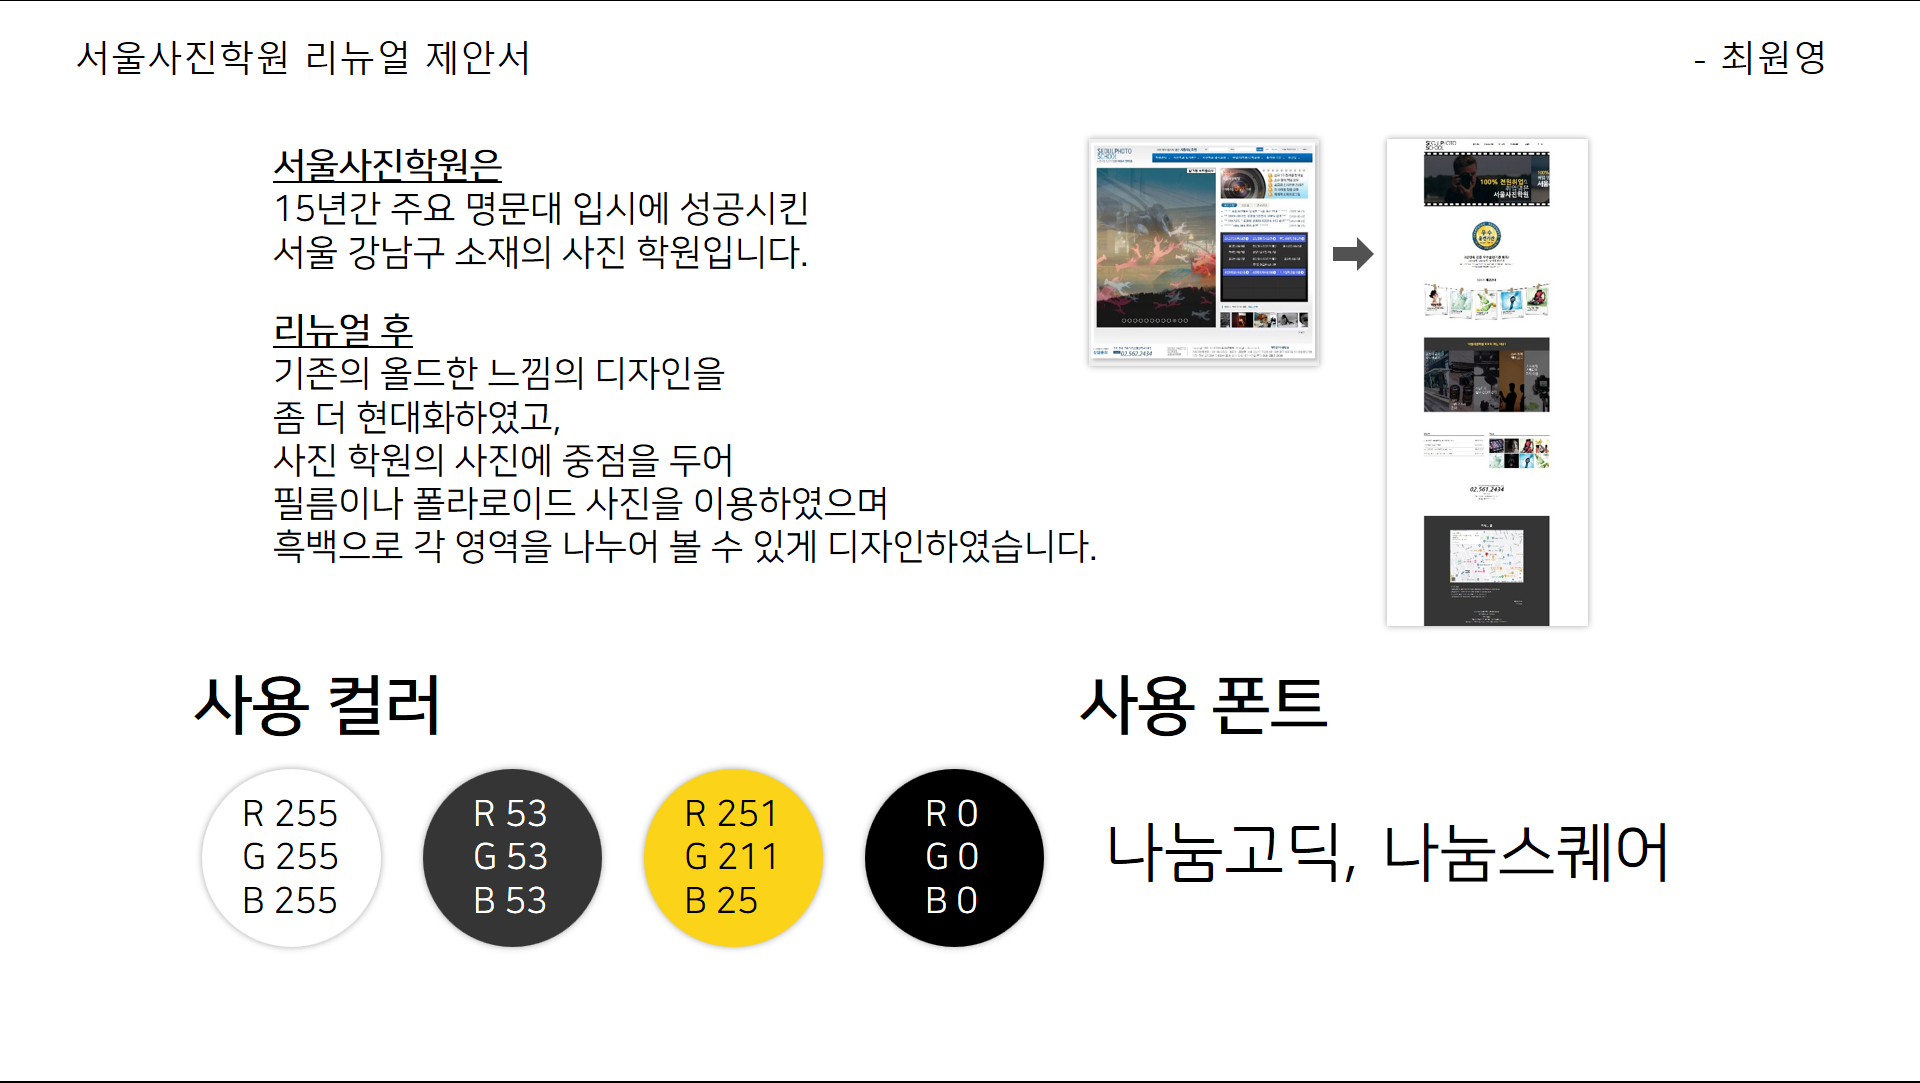 서울사진학원 리뉴얼 제안서
- 최원영
서울사진학원은
15년간 주요 명문대 입시에 성공시킨
서울 강남구 소재의 사진 학원입니다.
리뉴얼 후
기존의 올드한 느낌의 디자인을
좀 더 현대화하였고,
사진 학원의 사진에 중점을 두어
필름이나 폴라로이드 사진을 이용하였으며
흑백으로 각 영역을 나누어 볼 수 있게 디자인하였습니다.
SEOULPHOTO
SCHOOL
02.562.2434
SEOULPHOTO
SCHOOL
100% 전원취업의
서울사진학원
우수
02.561.2434
사용 컬러
R 255
G 255
B 255
R 53
G 53
B 53
R 251
G 211
B 25
R 0
G 0
B 0
사용 폰트
나눔고딕, 나눔스퀘어